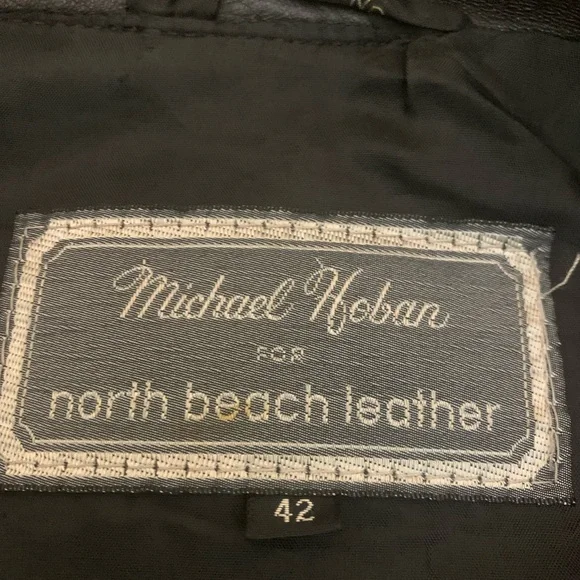 Michael Hoban
FOR
north beach leather
42